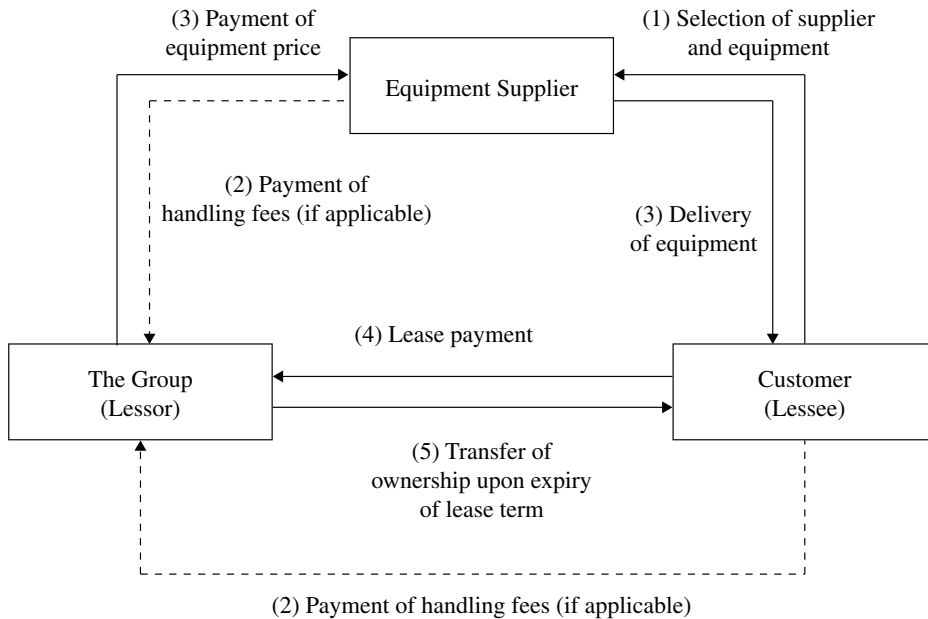 (3) Payment of
equipment price
(1) Selection of supplier
and equipment
Equipment Supplier
(2) Payment of
handling fees (if applicable)
(3) Delivery
of equipment
(4) Lease payment
The Group
(Lessor)
Customer
(Lessee)
(5) Transfer of
ownership upon expiry
of lease term
(2) Payment of handling fees (if applicable)